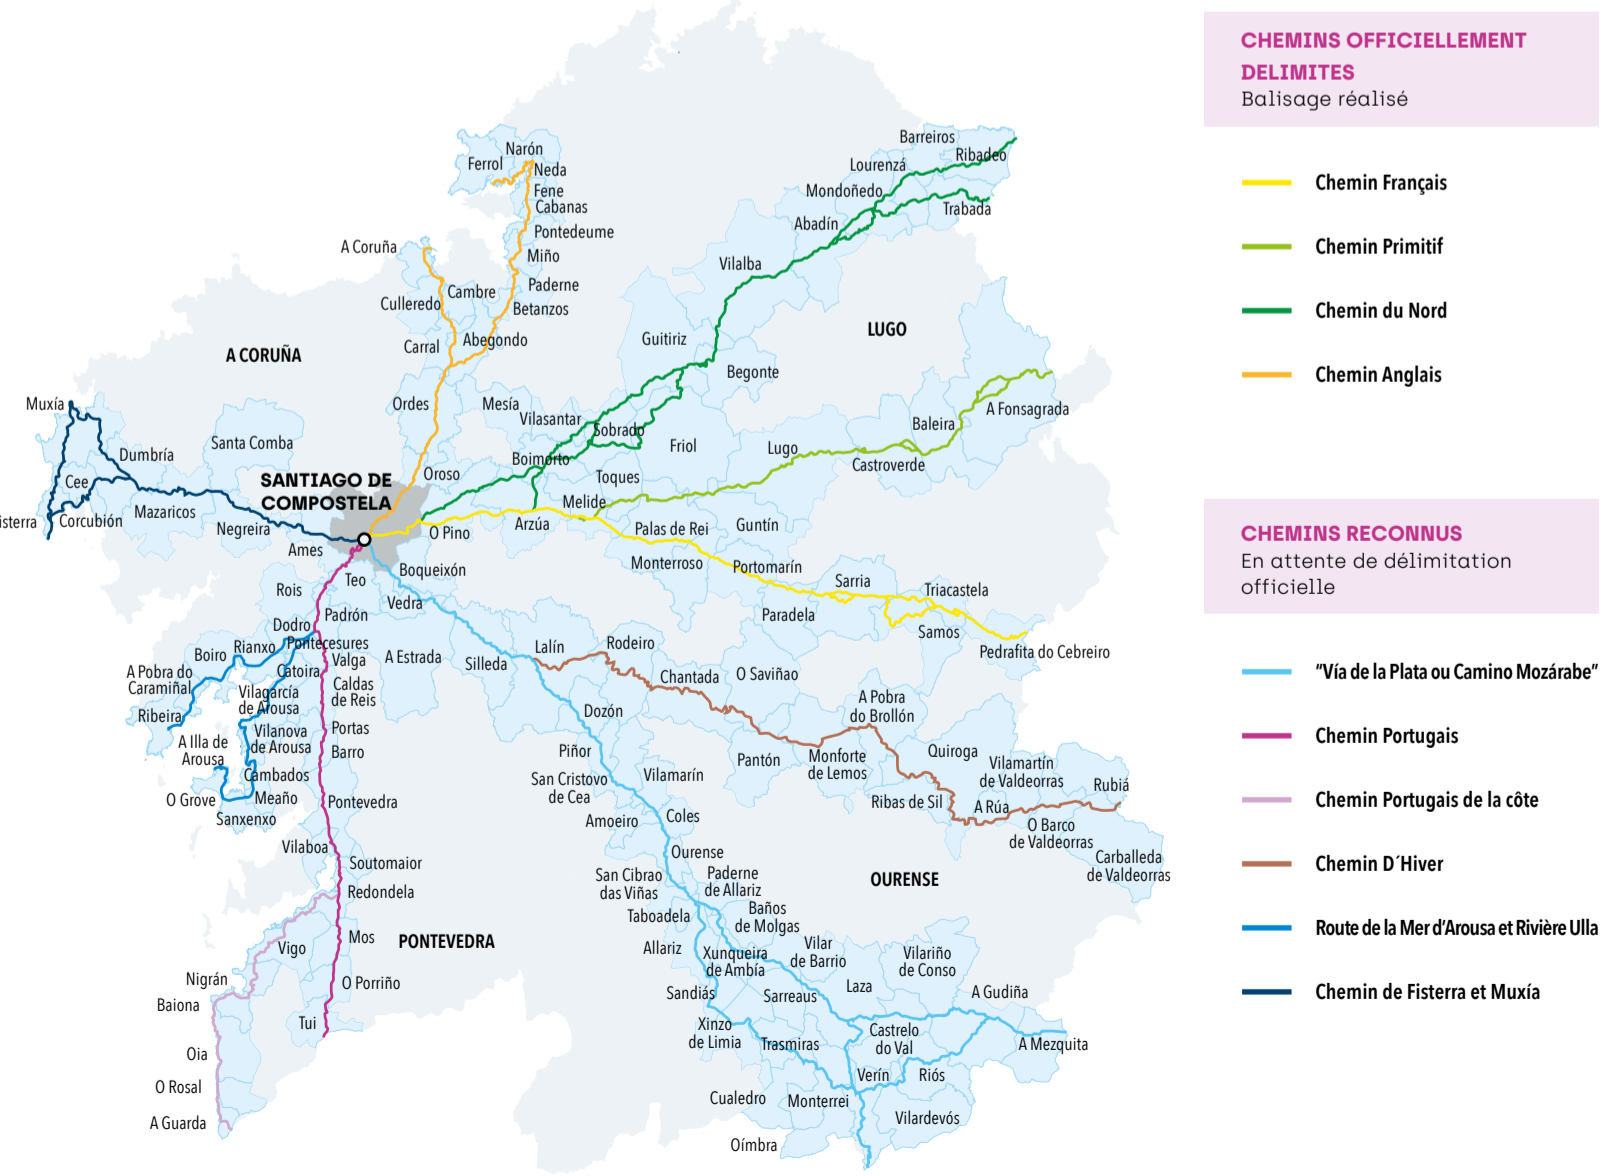 CHEMINS OFFICIELLEMENT
DELIMITES
Balisage réalisé
Chemin Français
Chemin Primitif
Chemin du Nord
Chemin Anglais
CHEMINS RECONNUS
En attente de délimitation
officielle
"Vía de la Plata ou Camino Mozárabe"
Chemin Portugais
Chemin Portugais de la côte
Chemin D´Hiver
Route de la Mer d'Arousa et Rivière Ulla
Chemin de Fisterra et Muxía
Barreiros
Ribadeo
Lourenzá
Mondoñedo
Trabada
Abadín
Vilalba
Narón
Ferrol
Neda
Fene
Cabanas
Pontedeume
Miño
Paderne
Betanzos
A Coruña
Cambre
Culleredo
Abegondo
Carral
A CORUÑA
LUGO
Guitiriz
Begonte
Ordes
Mesía
Vilasantar
Sobrado
Friol
Boimorto
Toques
Lugo
Baleira
A Fonsagrada
Castroverde
Muxía
Dumbría
Santa Comba
Cee
Corcubión
Mazaricos
Negreira
isterra
SANTIAGO DE
COMPOSTELA
Oroso
Ames
O Pino
Arzúa
Melide
Palas de Rei
Guntín
Monterroso
Portomarín
Sarria
Triacastela
Paradela
Samos
Pedrafita do Cebreiro
Teo
Boqueixón
Vedra
Rois
Padrón
Dodro
Pontecesures
Rianxo
Boiro
Valga
Catoira
A Pobra do
Caramiñal
Ribeira
Caldas
de Reis
Vilagarcía
de Arousa
Portas
Vilanova
de Arousa
A Illa de
Arousa
Barro
Cambados
O Grove
Meaño
Sanxenxo
Pontevedra
A Estrada
Silleda
Lalín
Rodeiro
Chantada
O Saviñao
A Pobra
do Brollón
Dozón
Piñor
San Cristovo
de Cea
Vilamarín
Pantón
Monforte
de Lemos
Quiroga
Vilamartín
de Valdeorras
Rubiá
Ribas de Sil
A Rúa
O Barco
de Valdeorras
Carballeda
de Valdeorras
Amoeiro
Coles
Ourense
San Cibrao
das Viñas
Paderne
de Allariz
OURENSE
Taboadela
Baños
de Molgas
Allariz
Xunqueira
de Ambía
Vilar
de Barrio
Vilariño
de Conso
Sandiás
Sarreaus
Laza
A Gudiña
Xinzo
de Limia
Trasmiras
Castrelo
do Val
A Mezquita
Verín
Riós
Cualedro
Monterrei
Vilardevós
Oímbra
Vilaboa
Soutomaior
Redondela
PONTEVEDRA
Mos
Vigo
Nigrán
O Porriño
Baiona
Tui
Oia
O Rosal
A Guarda